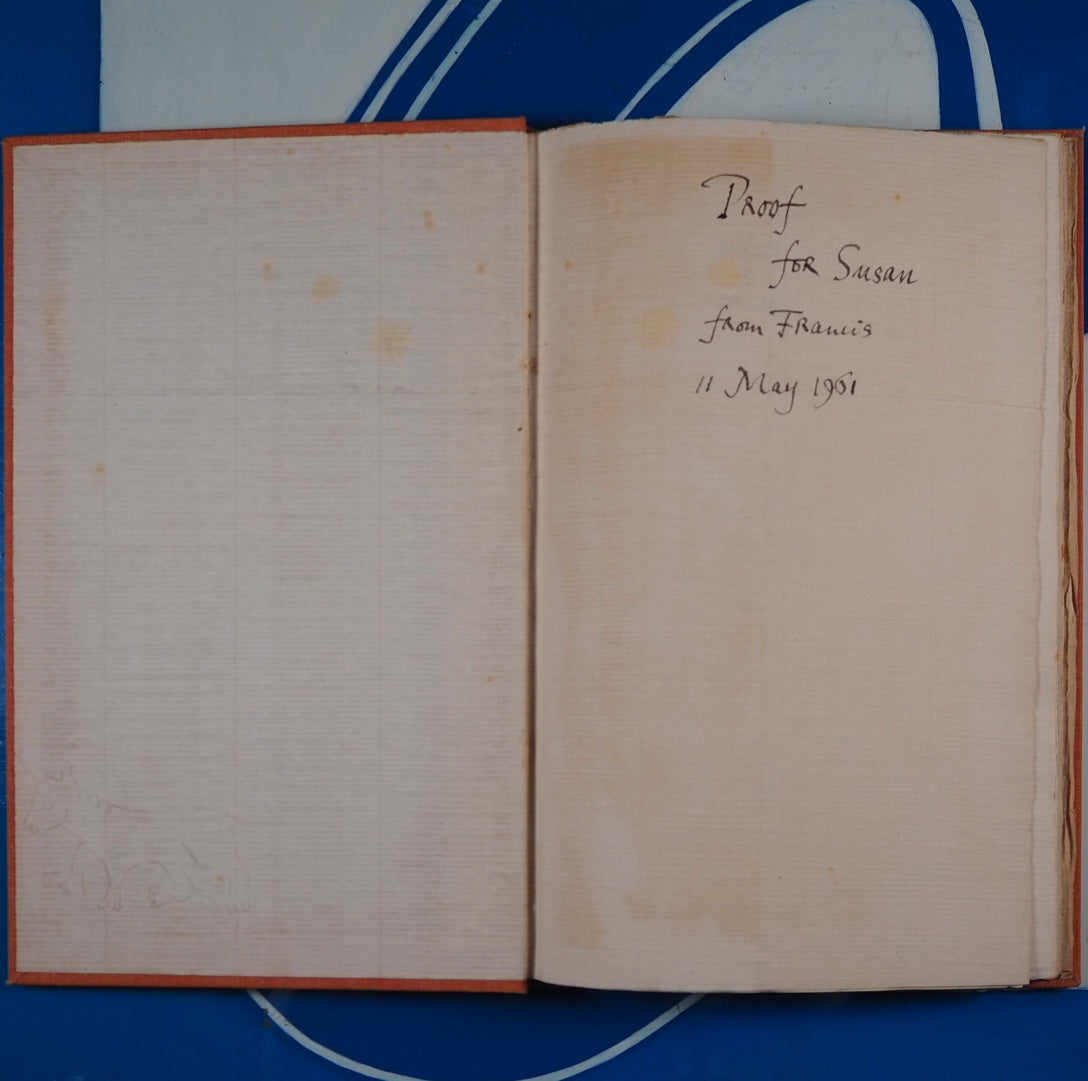 Proof
for Susan
from Francis
11 May 1961